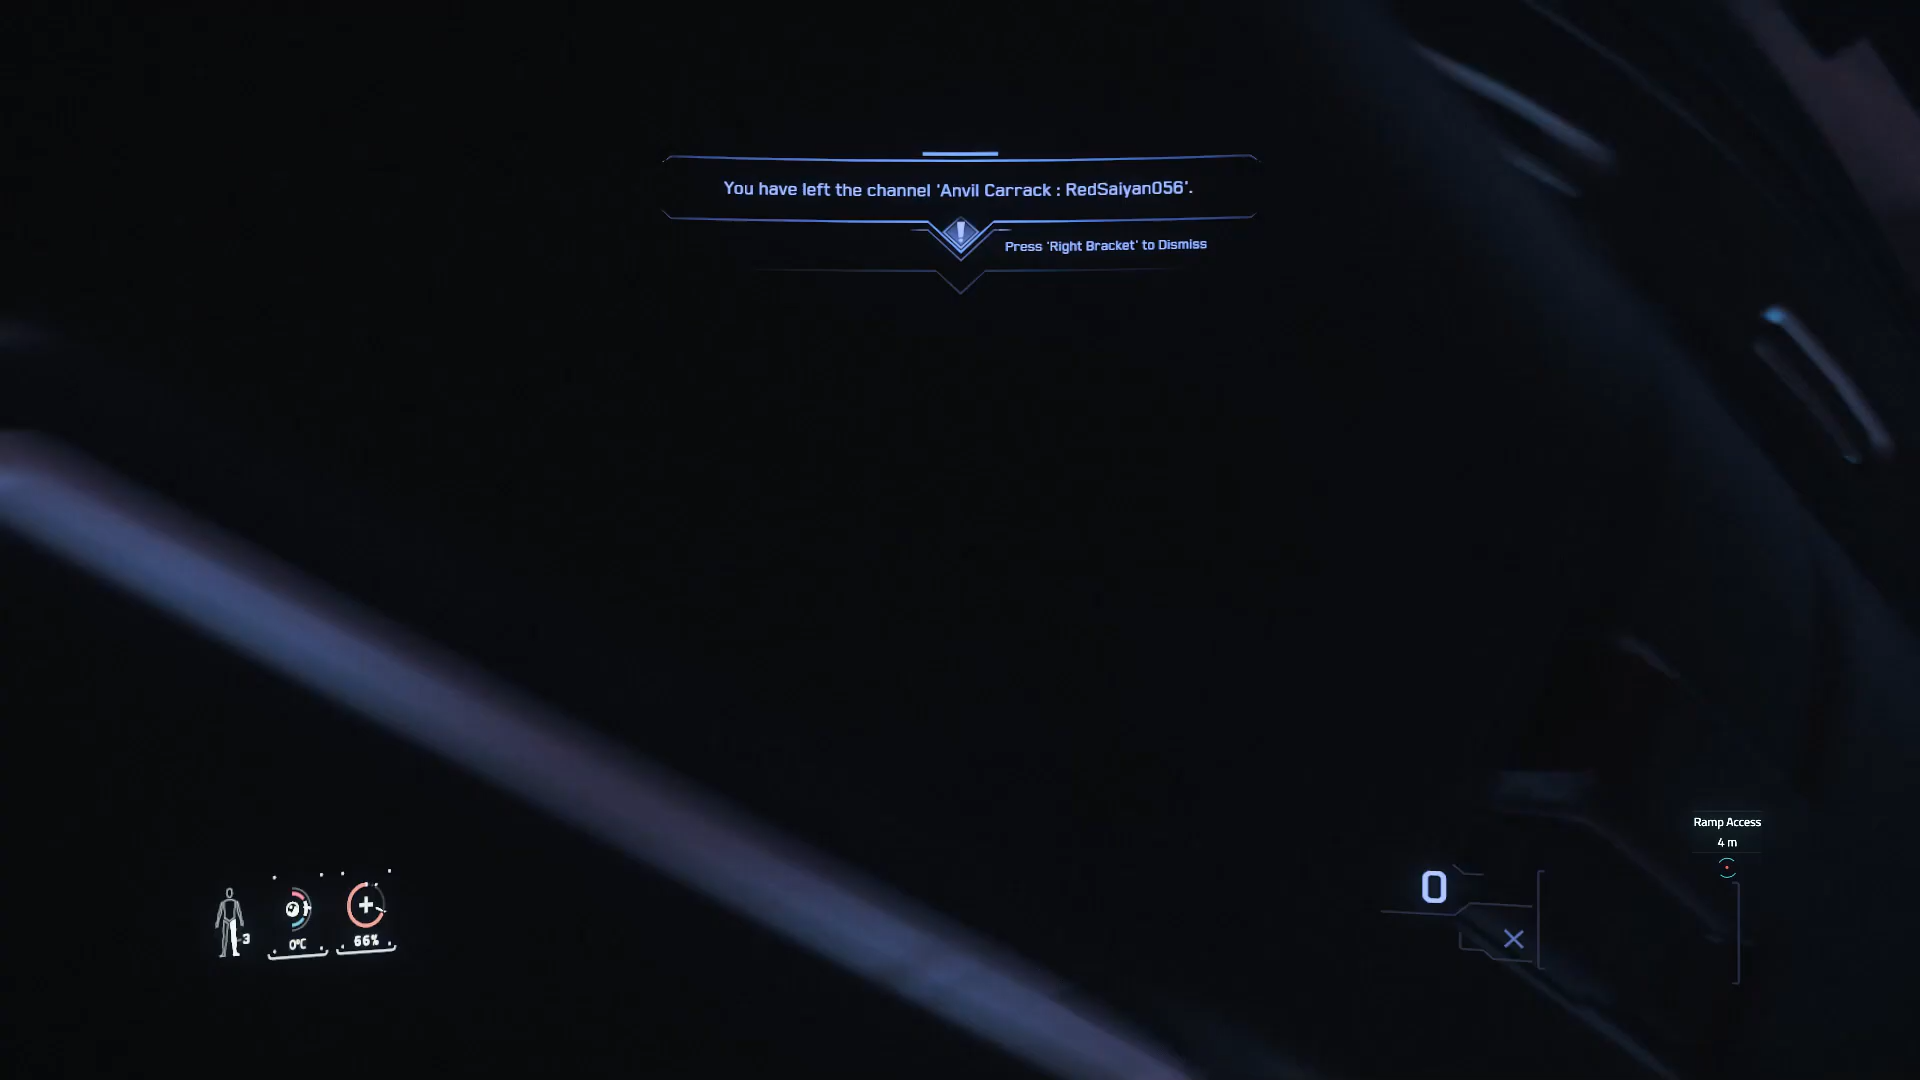 You have left the channel 'Anvil Carrack : RedSaiyan056'.
Press 'Right Bracket' to Dismiss
Ramp Access
4 m
0
3
0°C
66%